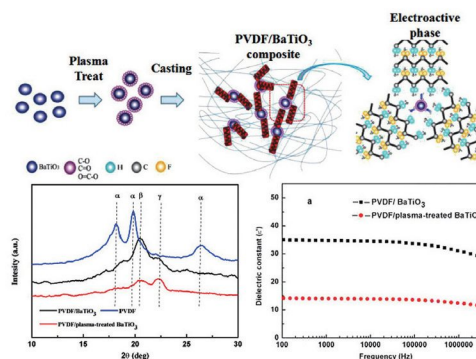 Electroactive
phase
PVDF/BaTiO3
composite
Plasma
Treat
Casting
BaTiO3
C-O
C=O
O=C-O
H
C
F
α
α
β
γ
α
Intesity (a.u.)
PVDF/BaTiO3
PVDF
PVDF/plasma-treated BaTiO3
10
15
20
25
30
2θ (deg)
a
PVDF/ BaTiO3
PVDF/plasma-treated BaTiO
Dielectric constant (ε')
50
40
30
20
10
0
100
1000
10000
100000
1000000
Frequency (Hz)